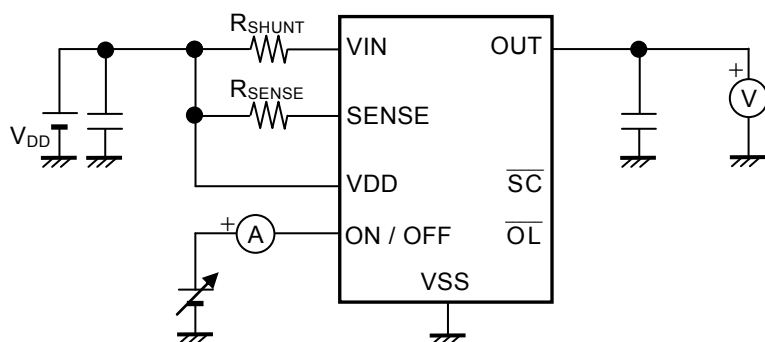 RSHUNT
VIN
OUT
+
V
RSENSE
SENSE
VDD
VDD
SC
+
A
ON / OFF
OL
VSS